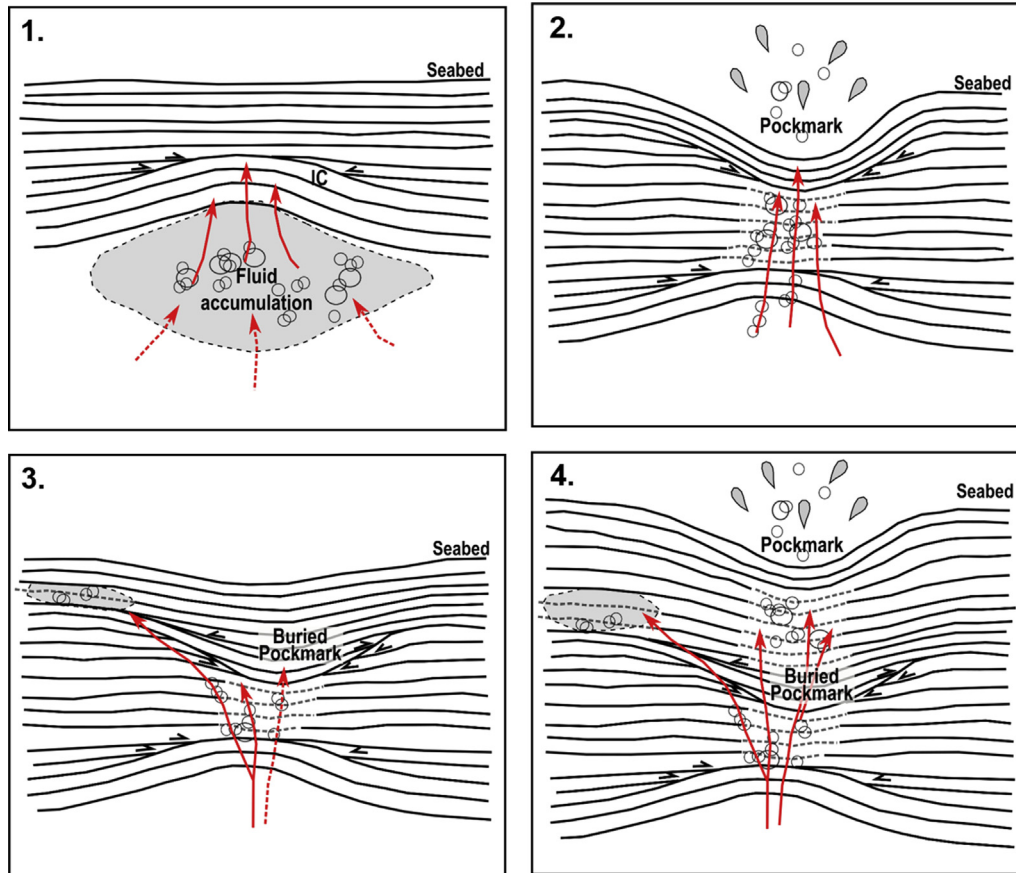 1.
Seabed
IC
Fluid
accumulation
2.
Seabed
Pockmark
3.
Seabed
Buried
Pockmark
4.
Seabed
Pockmark
Buried
Pockmark